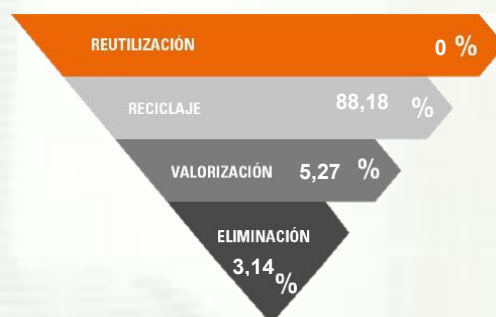 REUTILIZACIÓN 0 %
RECICLAJE 88,18 %
VALORIZACIÓN 5,27 %
ELIMINACIÓN
3,14 %